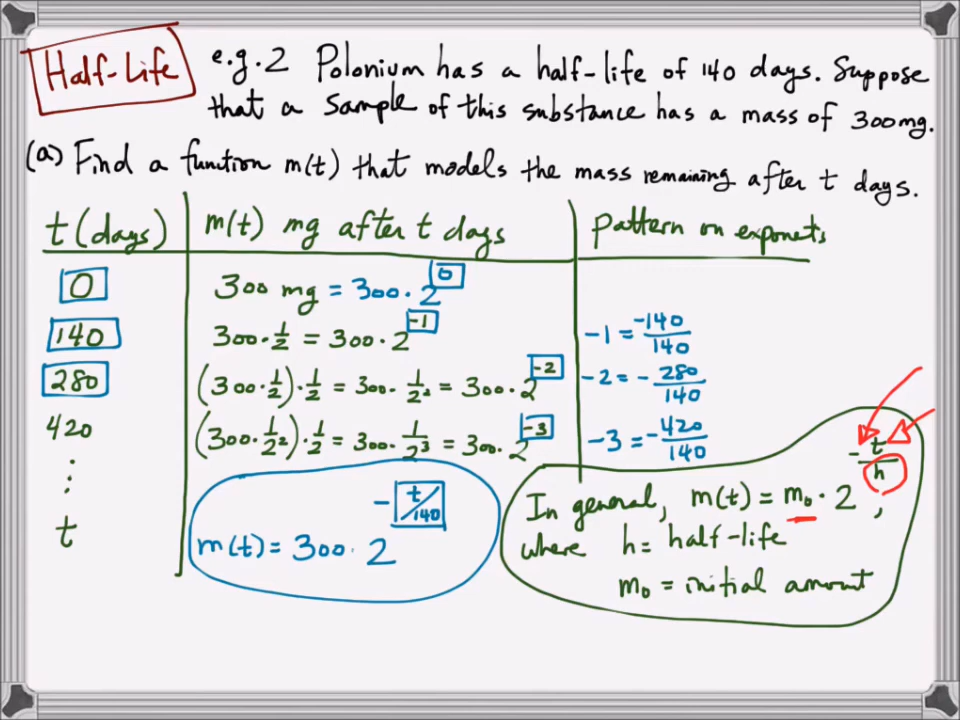 Half-Life
e.g. 2 Polonium has a half-life of 140 days. Suppose
that a sample of this substance has a mass of 300mg.
(a) Find a function m(t) that models the mass remaining after t days.
t (days) m(t) mg after t days pattern on exponents
0 300 mg = 300 · 2^0
140 300 · 1/2 = 300 · 2^-1 -1 = -140/140
280 (300 · 1/2) · 1/2 = 300 · 1/2² = 300 · 2^-2 -2 = - 280/140
420 (300 · 1/2²) · 1/2 = 300 · 1/2³ = 300 · 2^-3 -3 = -420/140
⋮
t m(t) = 300 · 2^-t/140
In general, m(t) = m₀ · 2^-t/h ,
where h = half-life
m₀ = initial amount